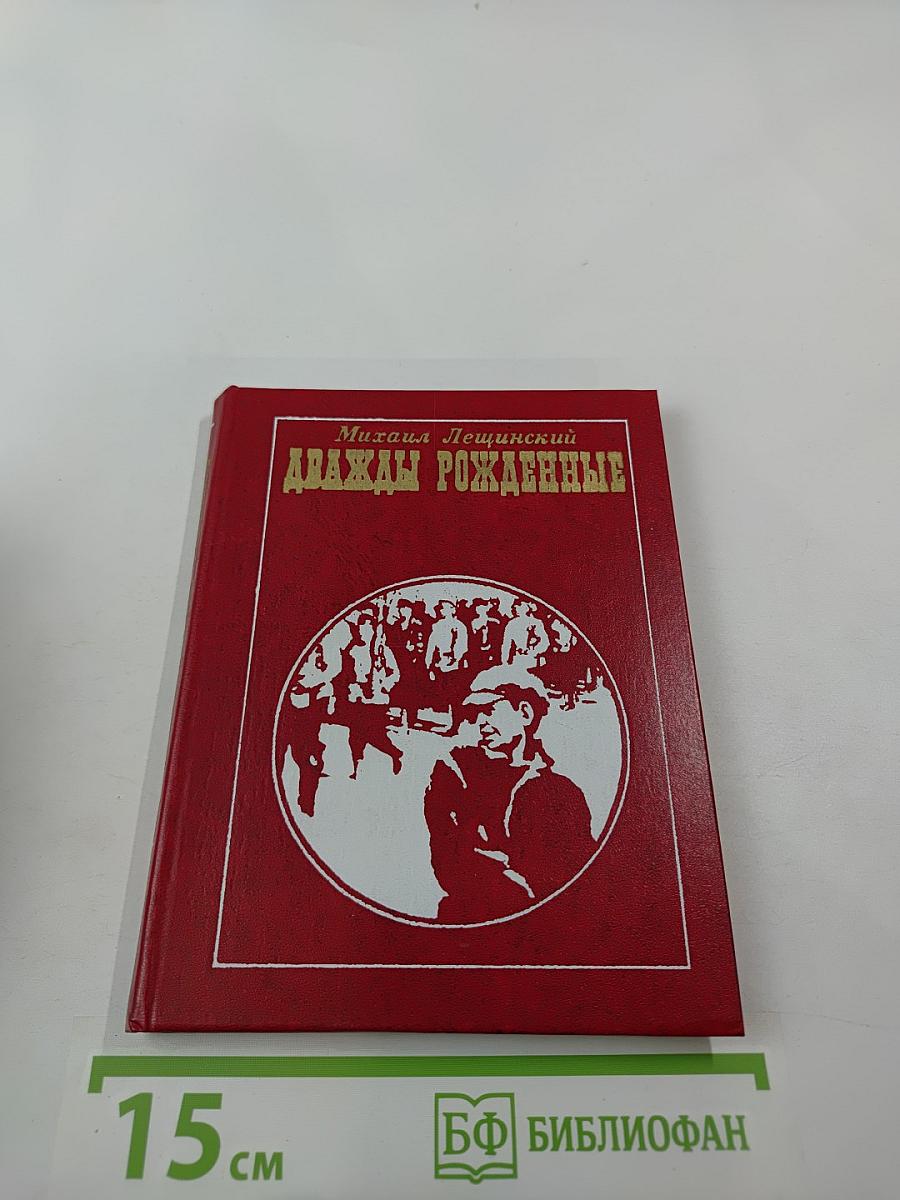 Михаил Лещинский
ДВАЖДЫ РОЖДЕННЫЕ
15 см
БФ БИБЛИОФАН